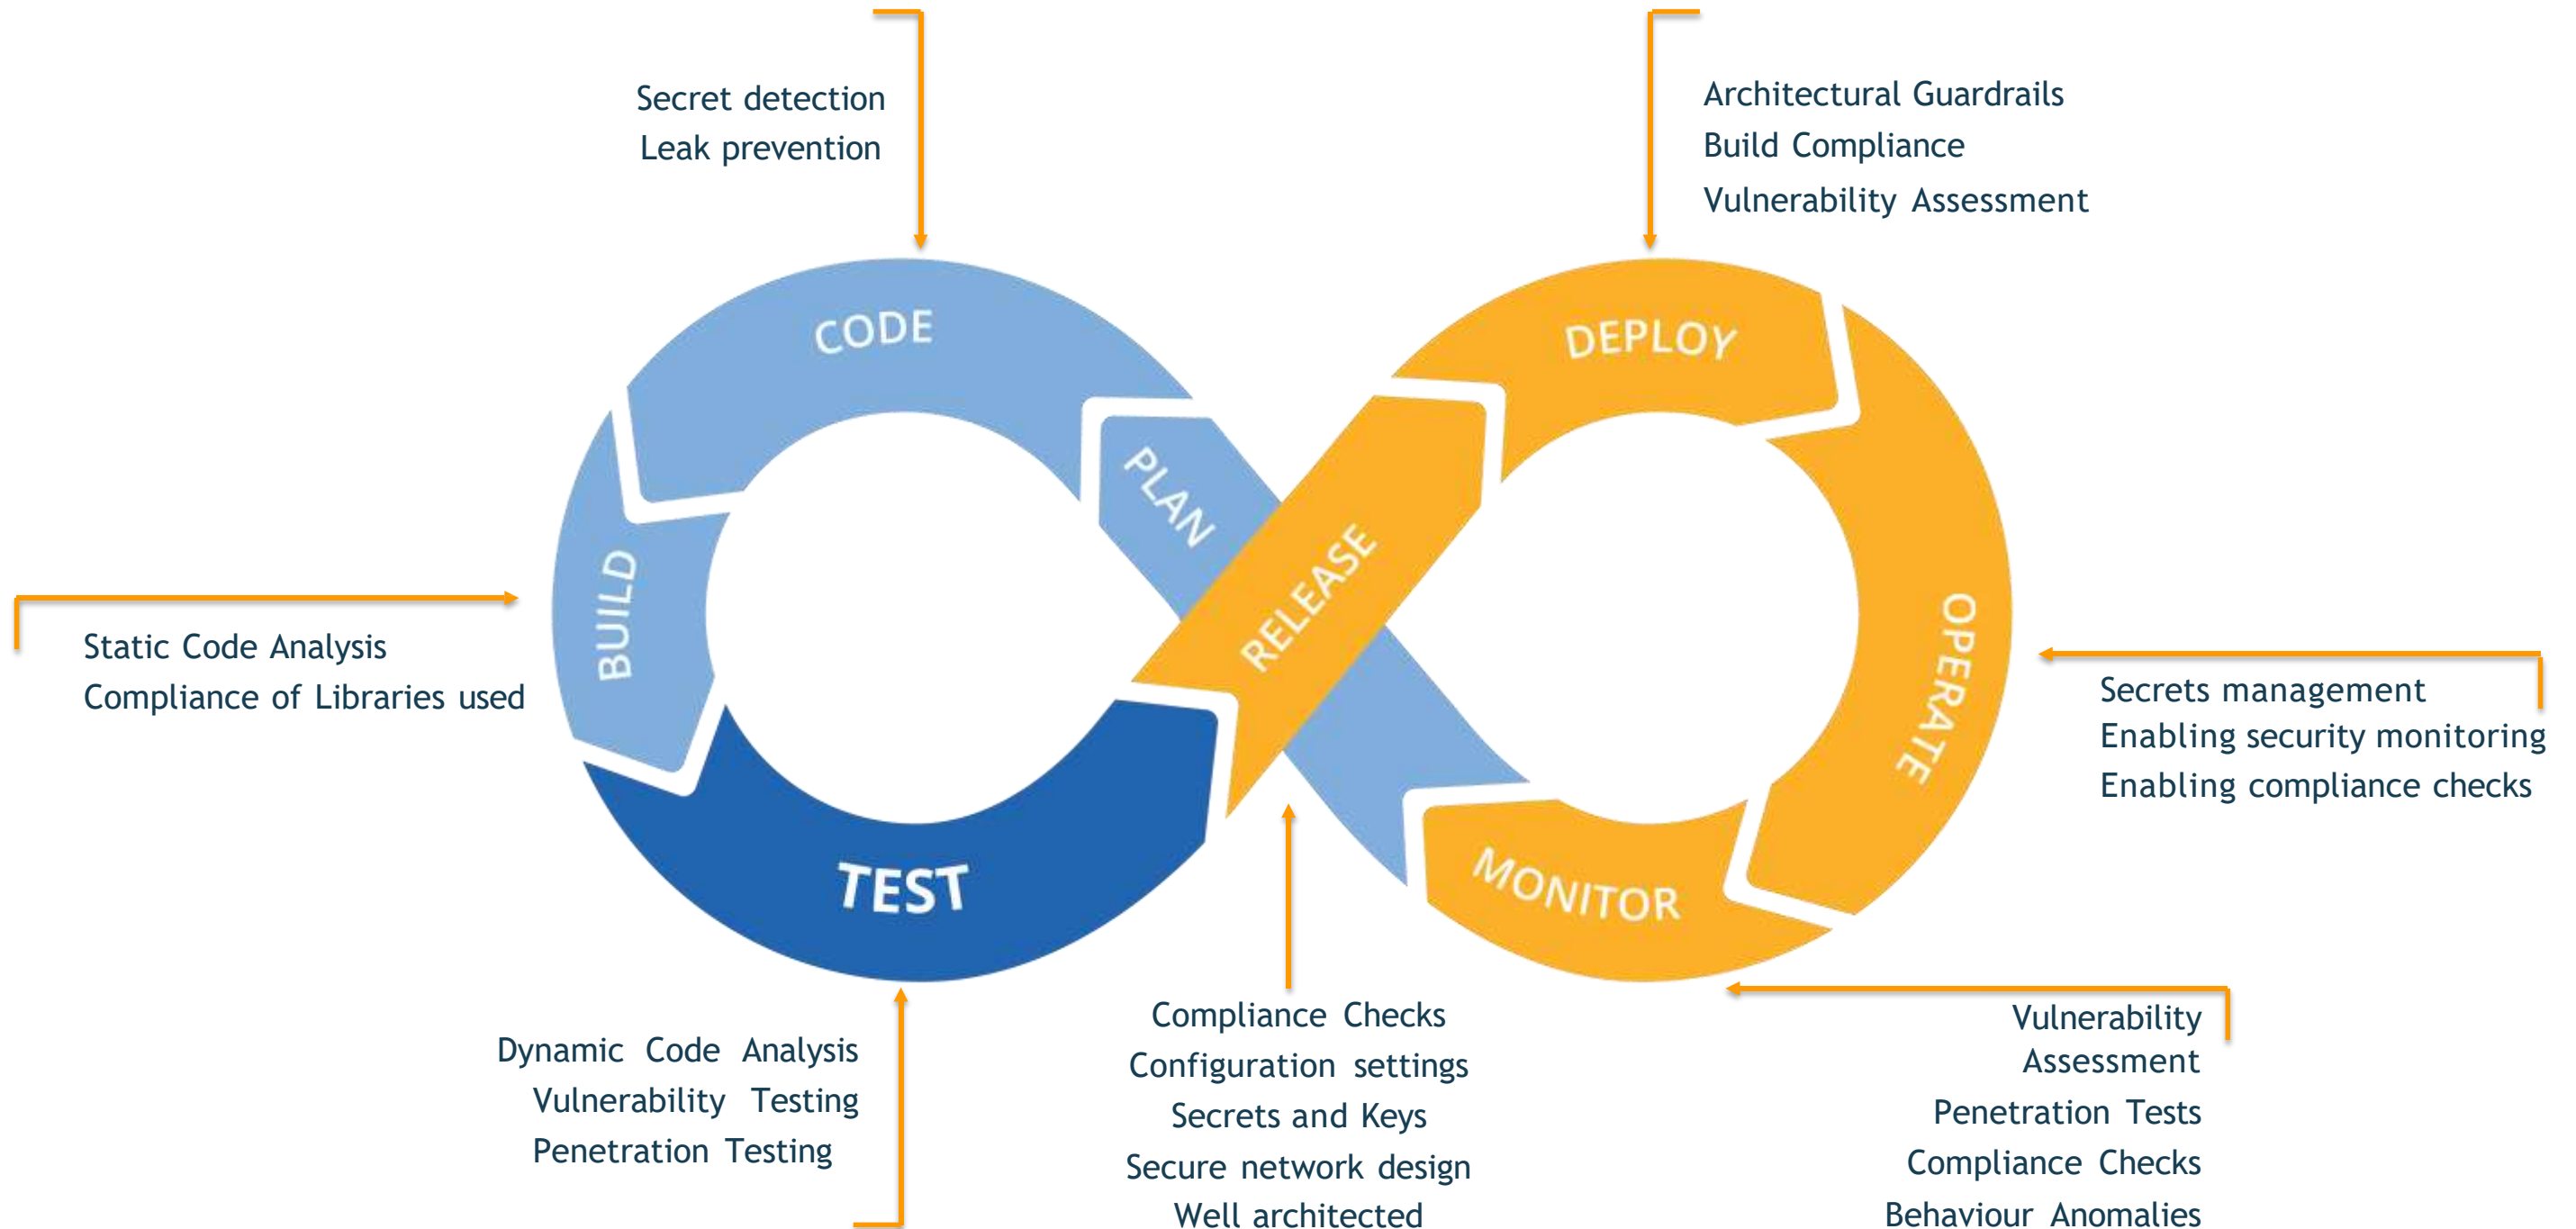 Secret detection
Leak prevention
Architectural Guardrails
Build Compliance
Vulnerability Assessment
CODE
DEPLOY
PLAN
RELEASE
BUILD
OPERATE
TEST
MONITOR
Static Code Analysis
Compliance of Libraries used
Secrets management
Enabling security monitoring
Enabling compliance checks
Dynamic Code Analysis
Vulnerability Testing
Penetration Testing
Compliance Checks
Configuration settings
Secrets and Keys
Secure network design
Well architected
Vulnerability
Assessment
Penetration Tests
Compliance Checks
Behaviour Anomalies